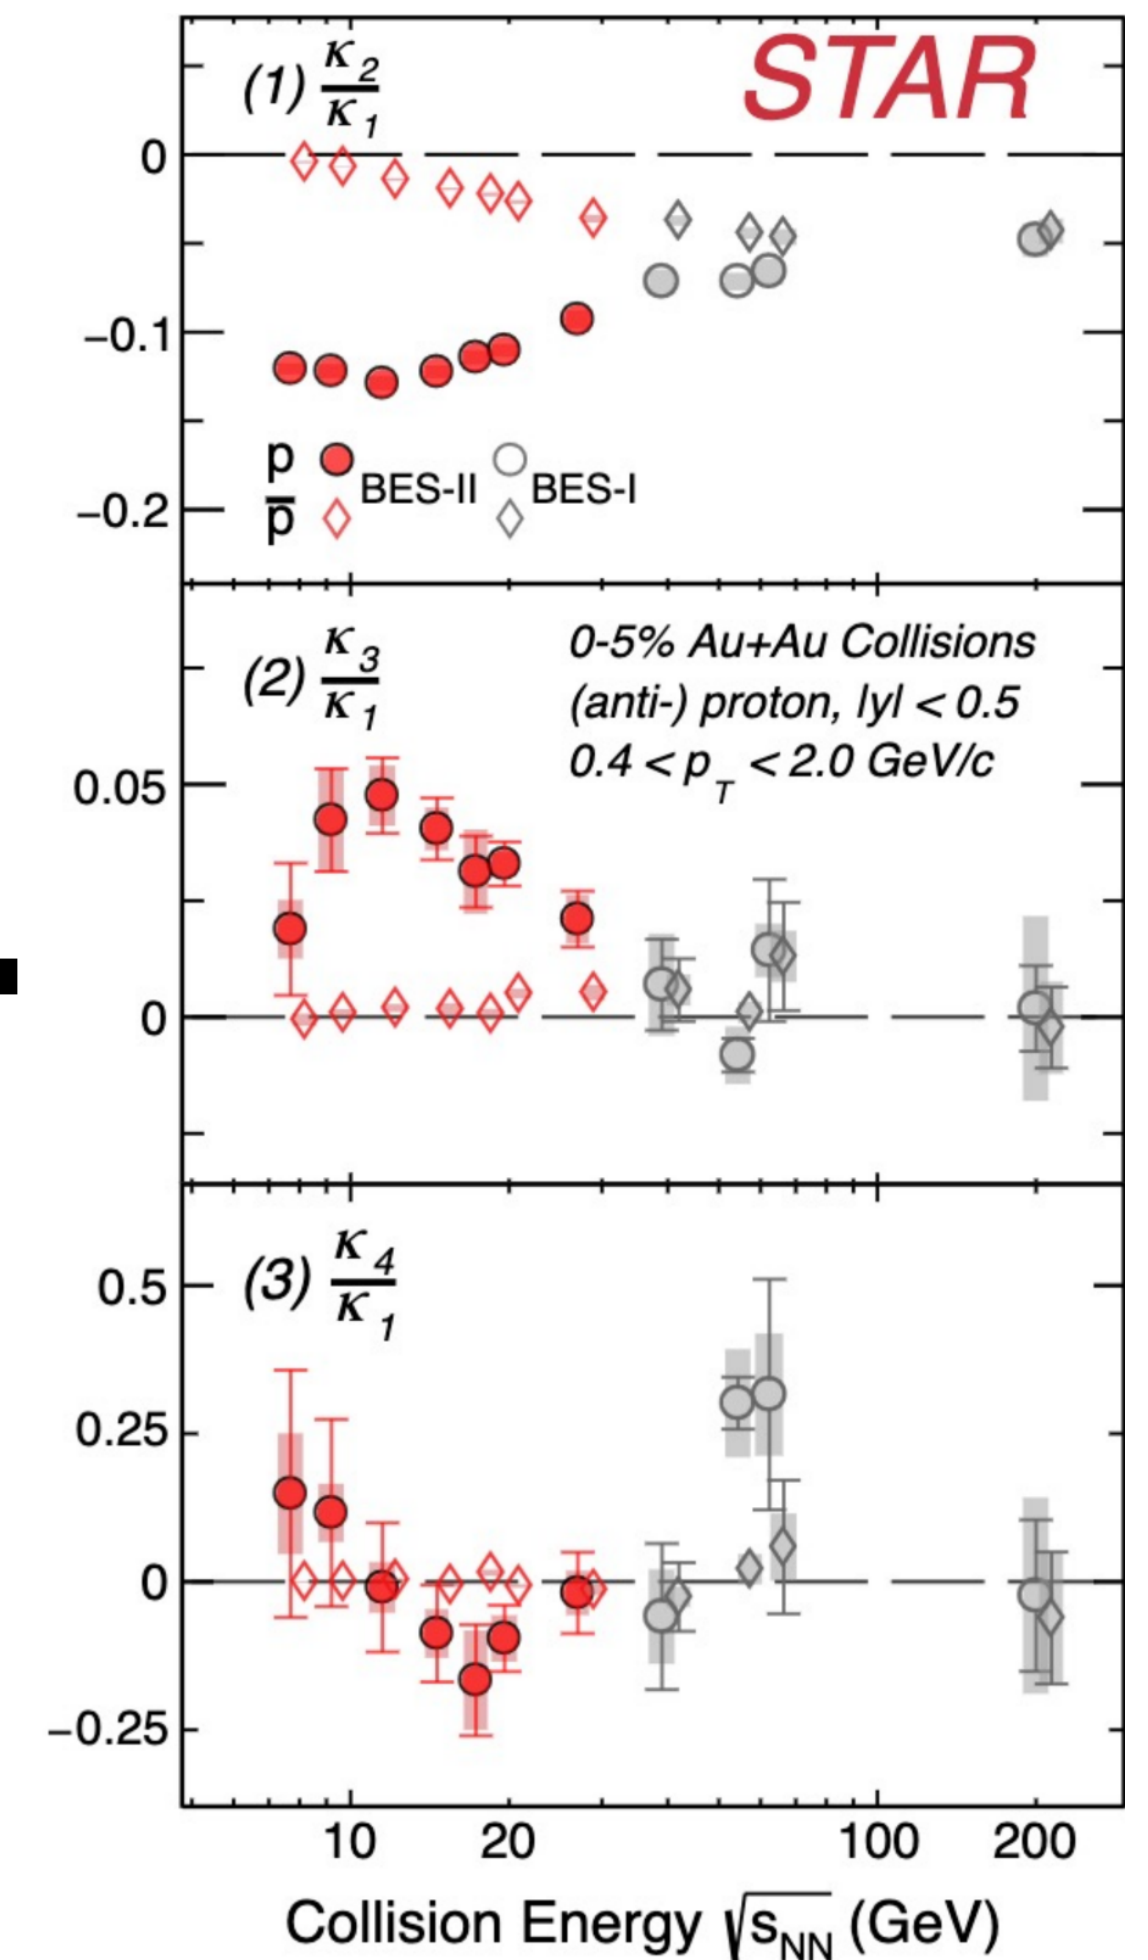 (1) κ2/κ1
STAR
0
−0.1
−0.2
p
p̅
BES-II
BES-I
(2) κ3/κ1
0-5% Au+Au Collisions
(anti-) proton, |y| < 0.5
0.4 < pT < 2.0 GeV/c
0.05
0
(3) κ4/κ1
0.5
0.25
0
−0.25
10 20 100 200
Collision Energy √sNN (GeV)